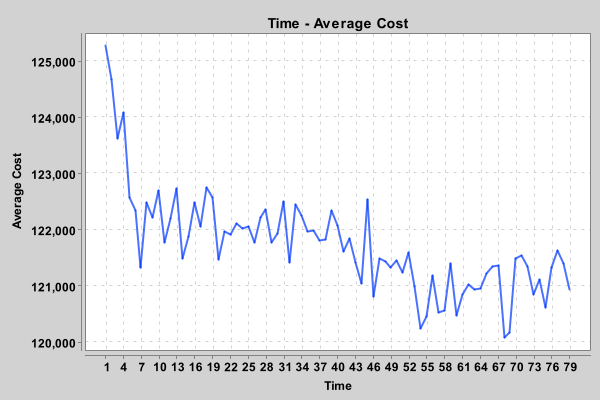 Time - Average Cost
125,000
124,000
123,000
122,000
121,000
120,000
Average Cost
1 4 7 10 13 16 19 22 25 28 31 34 37 40 43 46 49 52 55 58 61 64 67 70 73 76 79
Time